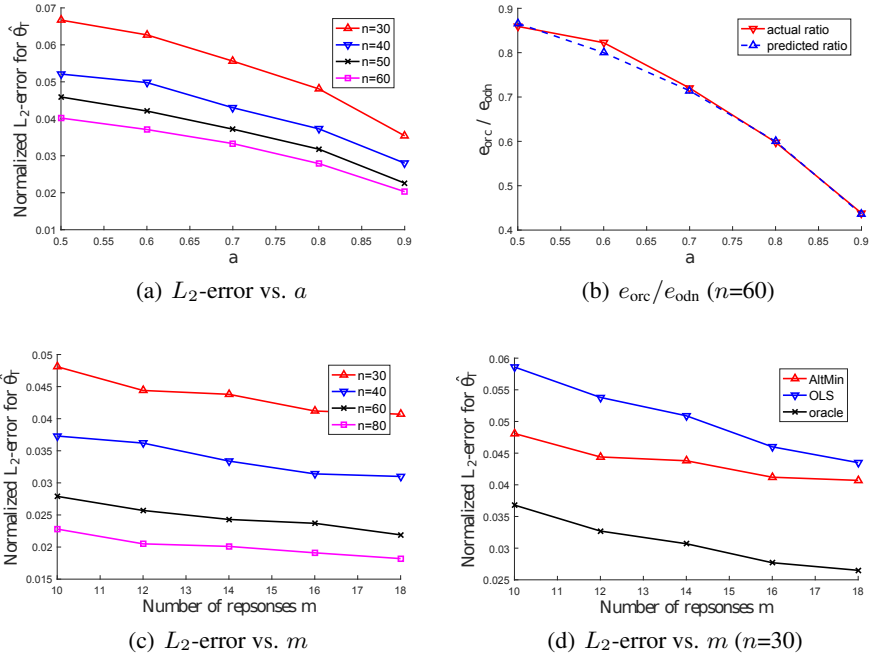 Normalized L₂-error for θ̂_T
0.07
0.06
0.05
0.04
0.03
0.02
0.01
0.5 0.55 0.6 0.65 0.7 0.75 0.8 0.85 0.9
a
n=30
n=40
n=50
n=60
(a) L₂-error vs. a
e_orc / e_odn
0.9
0.8
0.7
0.6
0.5
0.4
0.5 0.55 0.6 0.65 0.7 0.75 0.8 0.85 0.9
a
actual ratio
predicted ratio
(b) e_orc/e_odn (n=60)
Normalized L₂-error for θ̂_T
0.05
0.045
0.04
0.035
0.03
0.025
0.02
0.015
10 11 12 13 14 15 16 17 18
Number of repsonses m
n=30
n=40
n=60
n=80
(c) L₂-error vs. m
Normalized L₂-error for θ̂_T
0.06
0.055
0.05
0.045
0.04
0.035
0.03
0.025
10 11 12 13 14 15 16 17 18
Number of repsonses m
AltMin
OLS
oracle
(d) L₂-error vs. m (n=30)